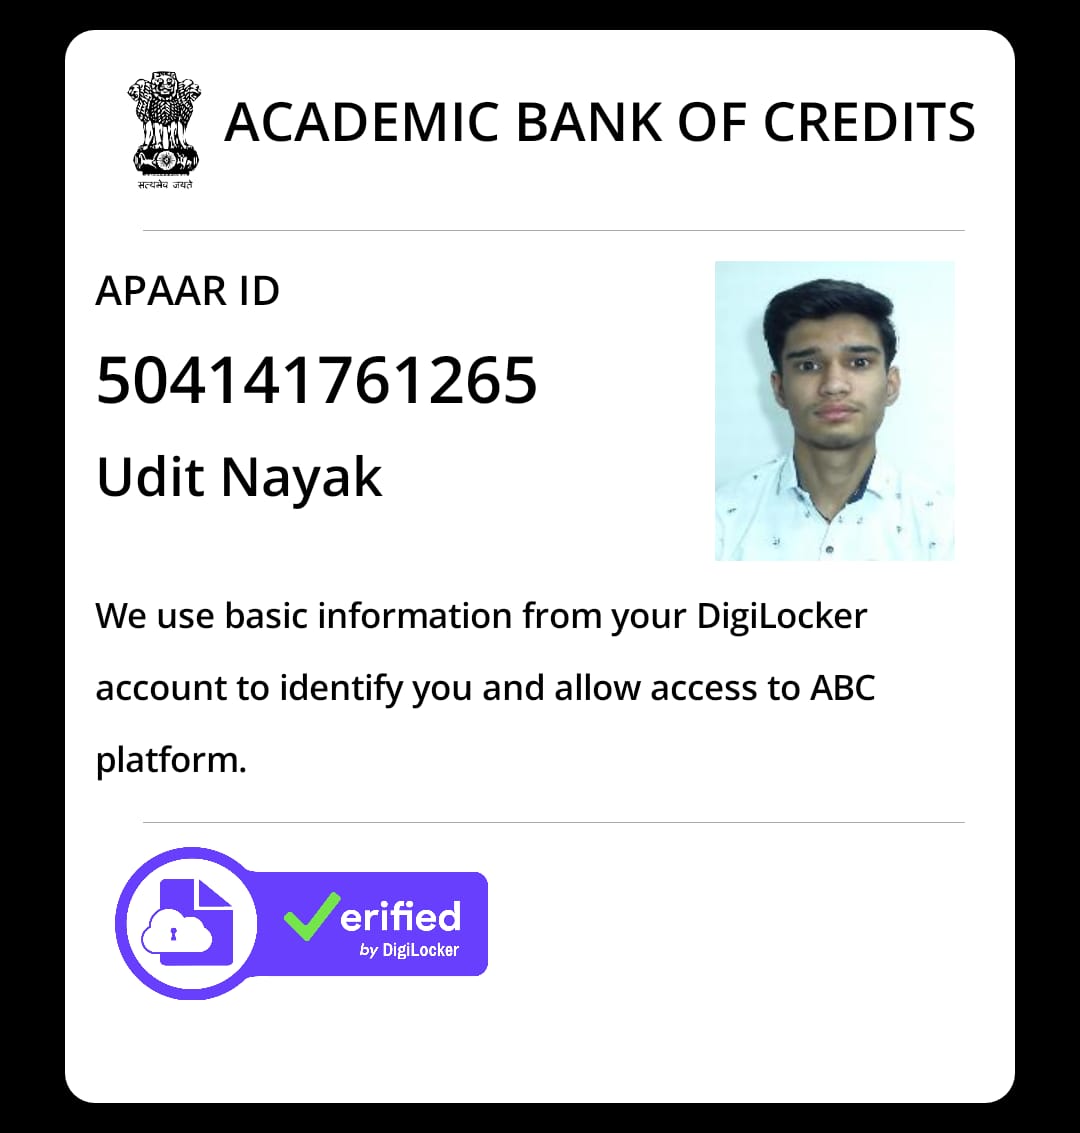 सत्यमेव जयते
ACADEMIC BANK OF CREDITS
APAAR ID
504141761265
Udit Nayak
We use basic information from your DigiLocker
account to identify you and allow access to ABC
platform.
erified
by DigiLocker